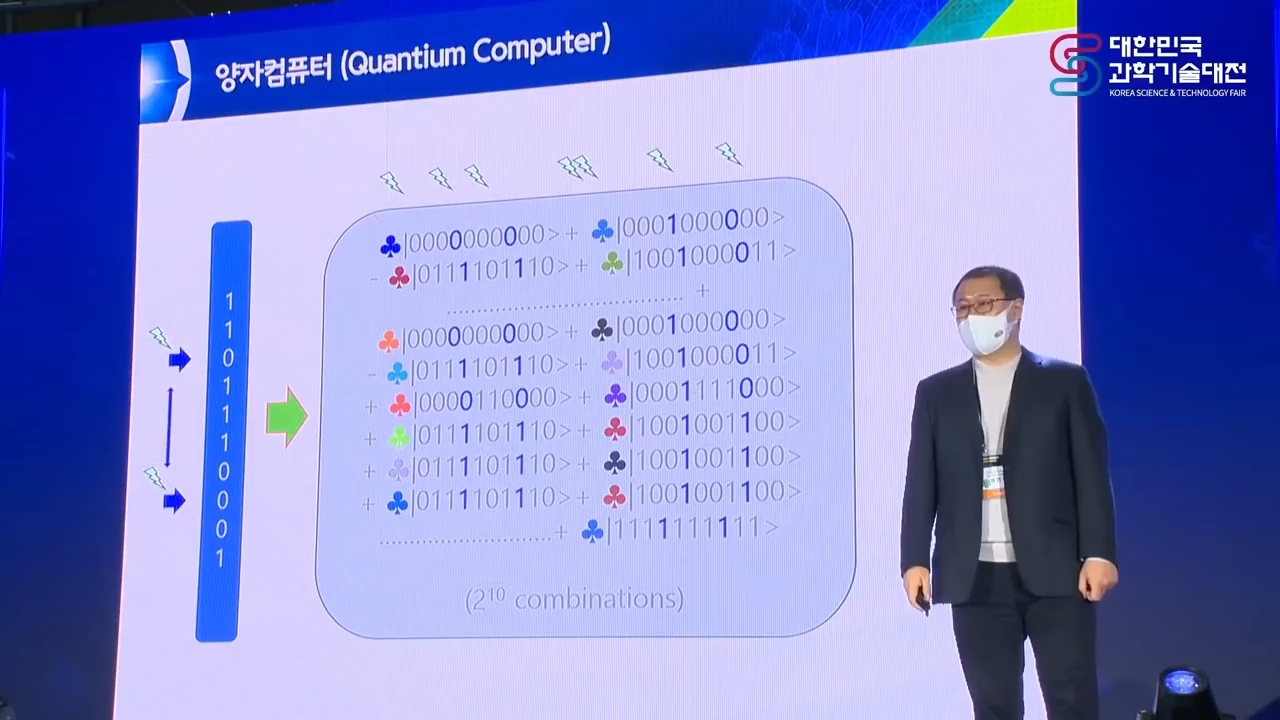 양자컴퓨터 (Quantium Computer)
대한민국
과학기술대전
KOREA SCIENCE & TECHNOLOGY FAIR
1
1
0
1
1
1
0
0
0
1
♣|0000000000> + ♣|0001000000>
- ♣|0111101110> + ♣|1001000011>
........................................ +
♣|0000000000> + ♣|0001000000>
- ♣|0111101110> + ♣|1001000011>
+ ♣|0000110000> + ♣|0001111000>
+ ♣|0111101110> + ♣|1001001100>
+ ♣|0111101110> + ♣|1001001100>
+ ♣|0111101110> + ♣|1001001100>
.............................+ ♣|1111111111>
(2¹⁰ combinations)